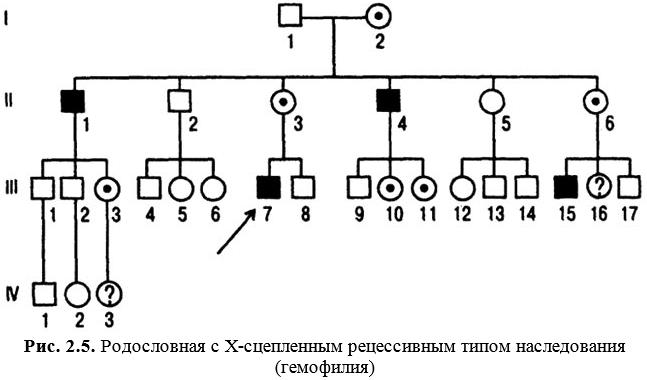 I
1 2
II
1 2 3 4 5 6
III
1 2 3 4 5 6 7 8 9 10 11 12 13 14 15 ? 16 17
IV
? 
1 2 3
Рис. 2.5. Родословная с Х-сцепленным рецессивным типом наследования
(гемофилия)